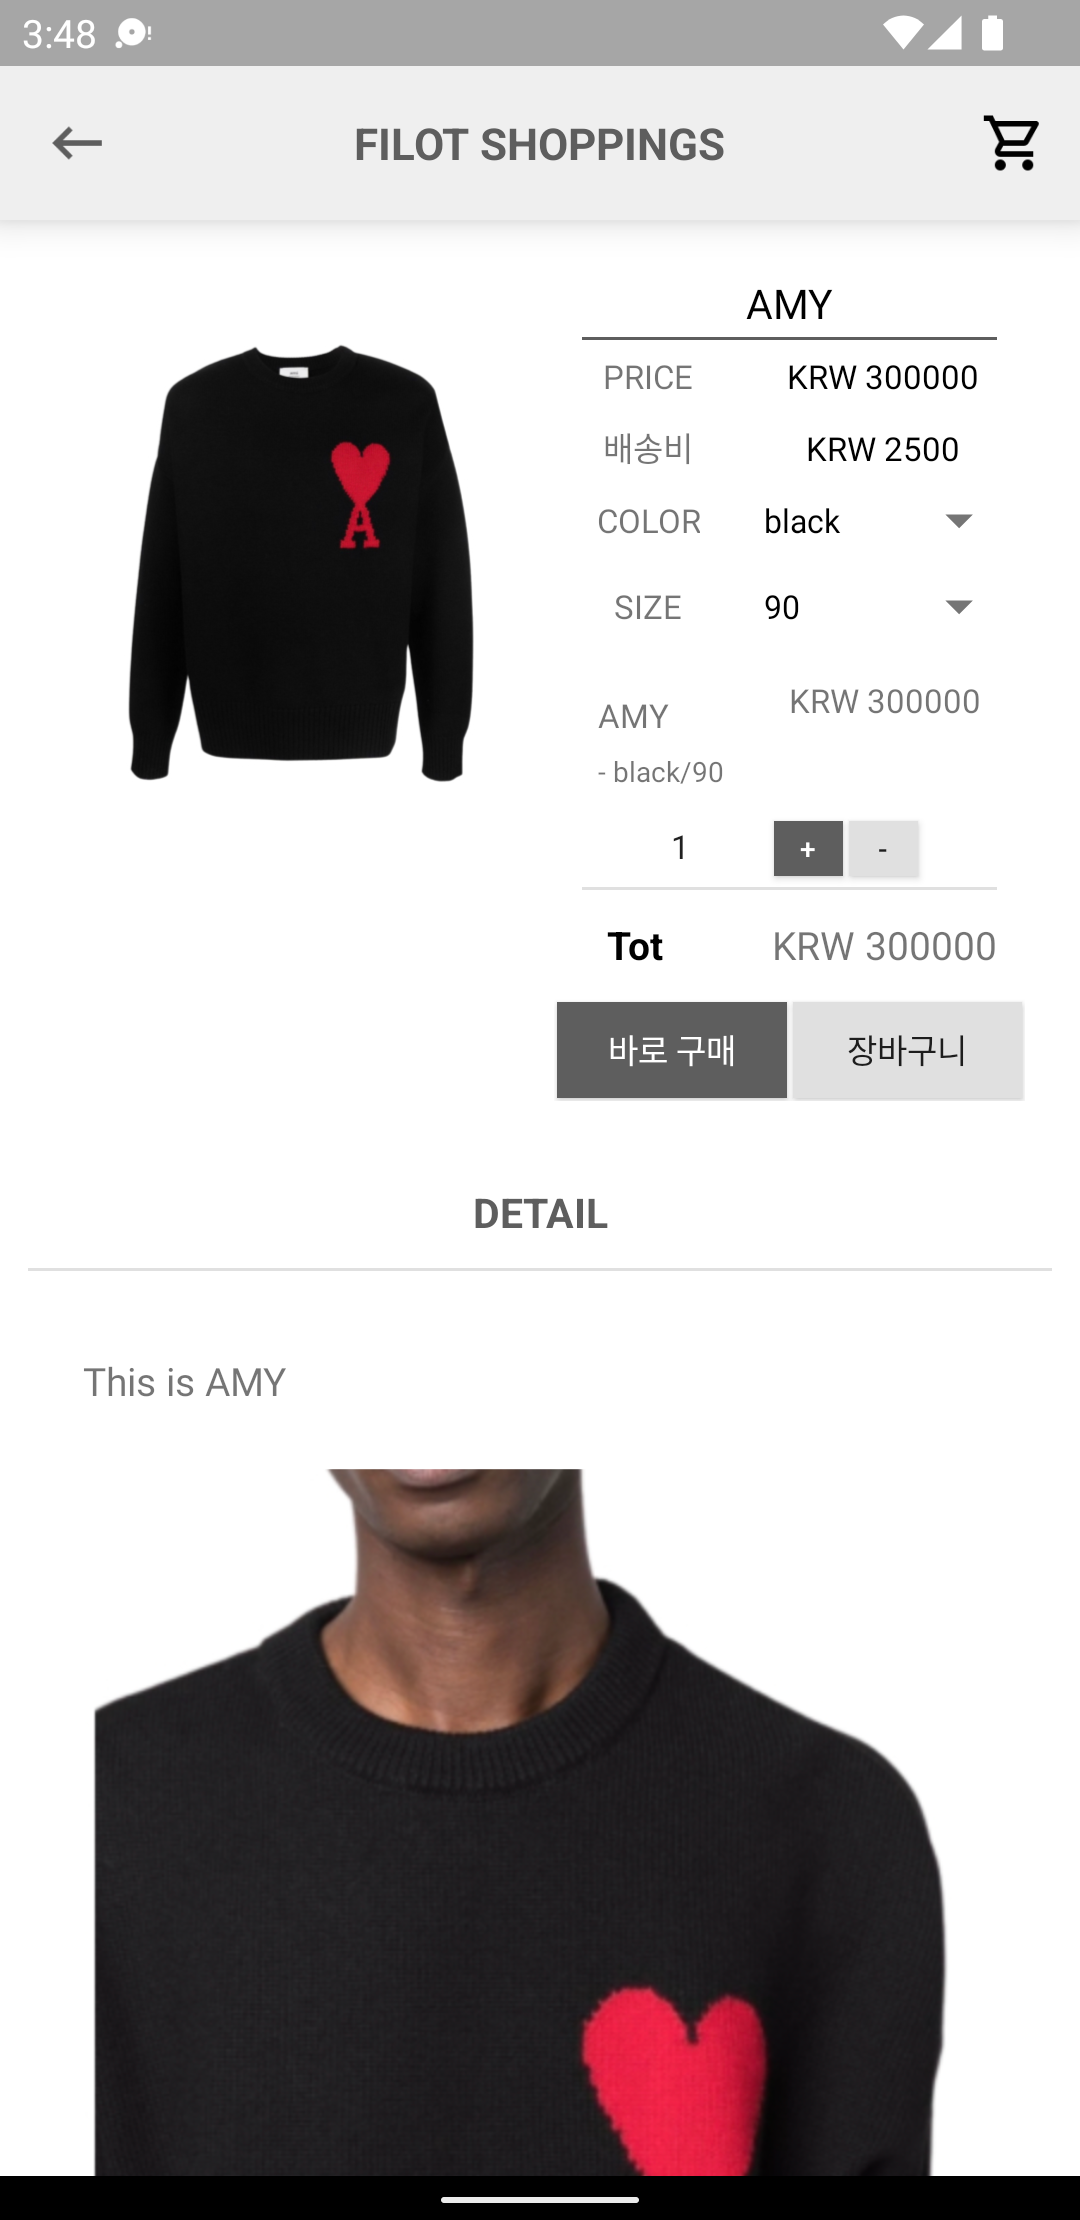 3:48
FILOT SHOPPINGS
AMY
PRICE KRW 300000
배송비 KRW 2500
COLOR black
SIZE 90
AMY KRW 300000
- black/90
1 + -
Tot KRW 300000
바로 구매 장바구니
A
DETAIL
This is AMY